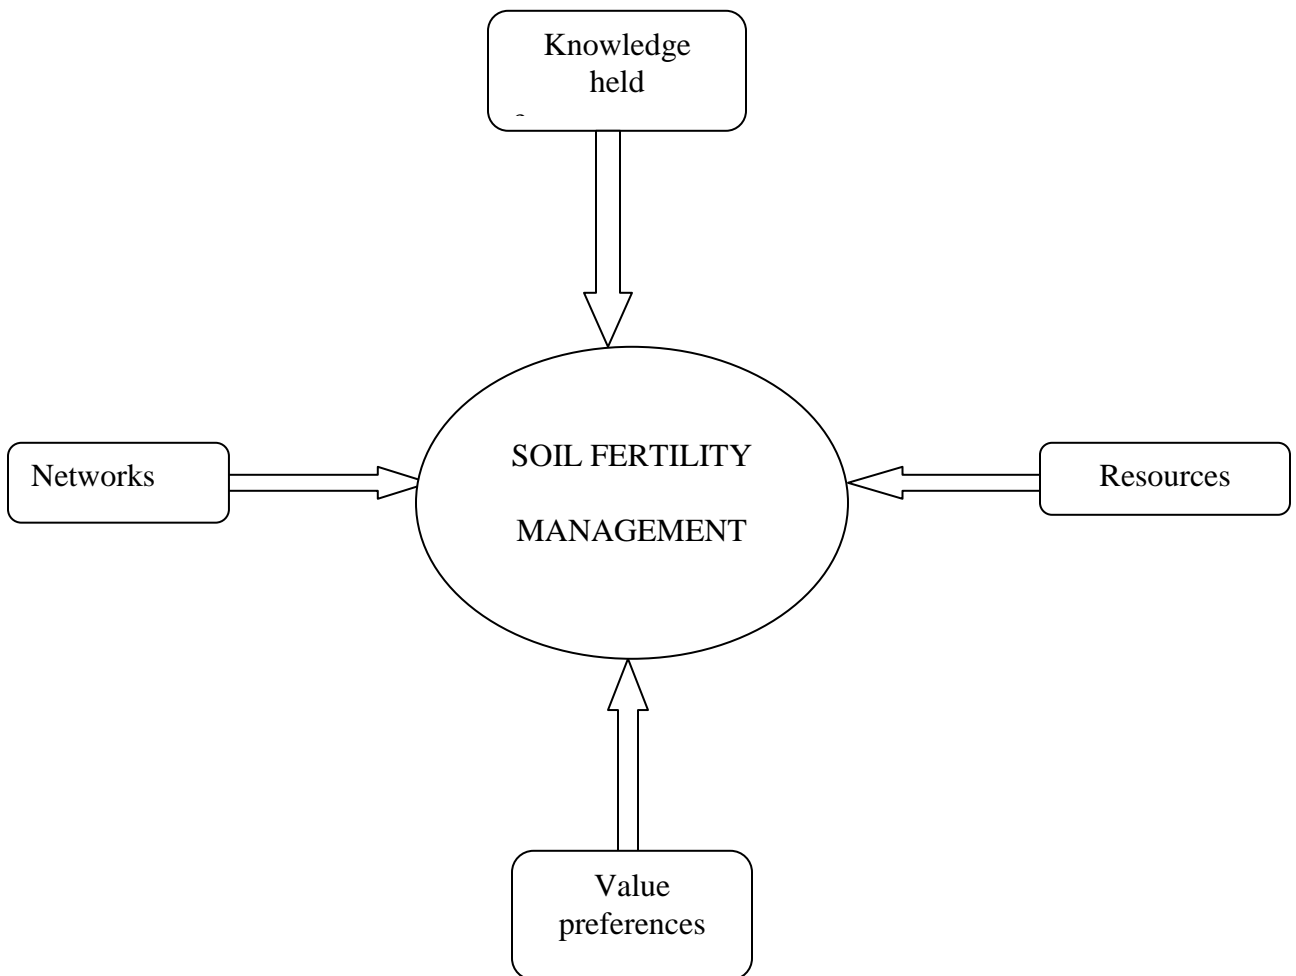 Knowledge
held
SOIL FERTILITY
Networks
Resources
MANAGEMENT
Value
preferences